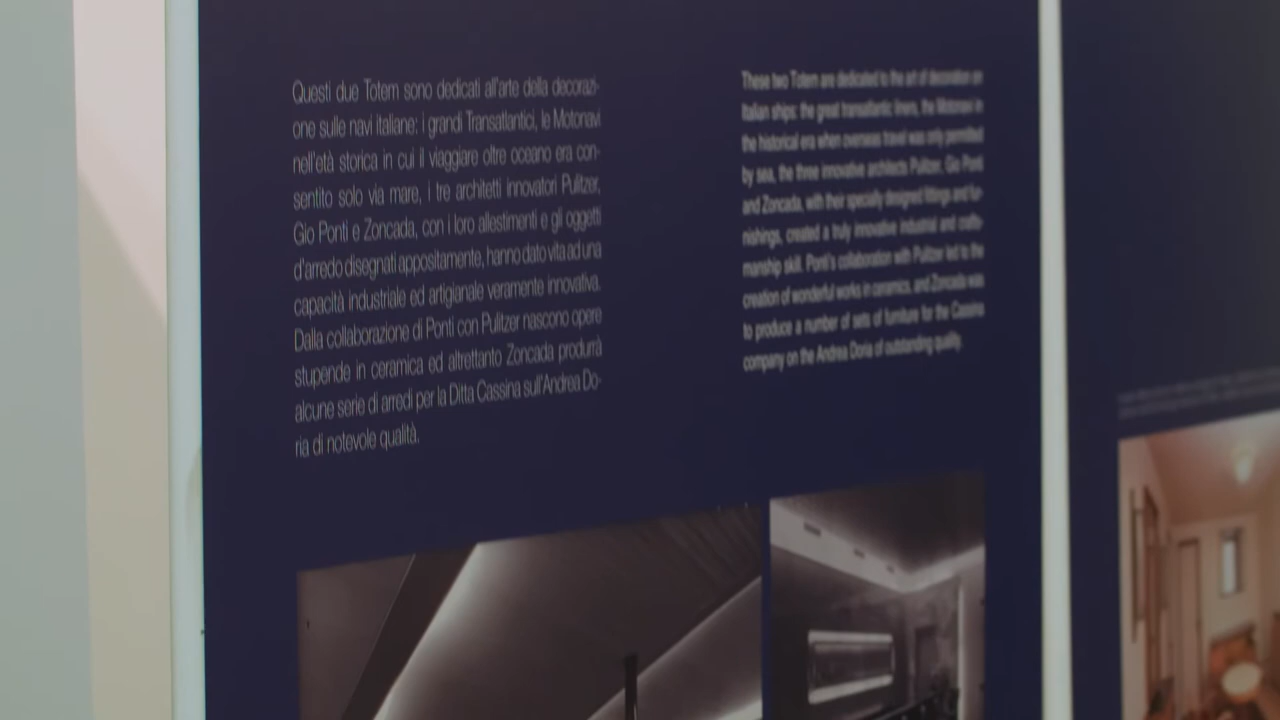 Questi due Totem sono dedicati all'arte della decorazi-
one sulle navi italiane: i grandi Transatlantici, le Motonavi
nell'età storica in cui il viaggiare oltre oceano era con-
sentito solo via mare, i tre architetti innovatori Pulitzer,
Gio Ponti e Zoncada, con i loro allestimenti e gli oggetti
d'arredo disegnati appositamente, hanno dato vita ad una
capacità industriale ed artigianale veramente innovativa.
Dalla collaborazione di Ponti con Pulitzer nascono opere
stupende in ceramica ed altrettanto Zoncada produrrà
alcune serie di arredi per la Ditta Cassina sull'Andrea Do-
ria di notevole qualità.
These two Totem are dedicated to the art of decoration on
Italian ships: the great transatlantic liners, the Motonavi in
the historical era when overseas travel was only permitted
by sea, the three innovative architects Pulitzer, Gio Ponti
and Zoncada, with their specially designed fittings and fur-
nishings, created a truly innovative industrial and crafts-
manship skill. Ponti's collaboration with Pulitzer led to the
creation of wonderful works in ceramics, and Zoncada was
to produce a number of sets of furniture for the Cassina
company on the Andrea Doria of outstanding quality.